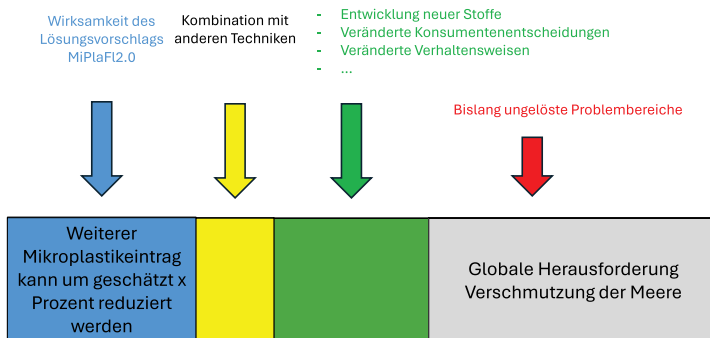 Wirksamkeit des
Lösungsvorschlags
MiPlaFl2.0
Kombination mit
anderen Techniken
- Entwicklung neuer Stoffe
- Veränderte Konsumentenentscheidungen
- Veränderte Verhaltensweisen
- ...
Bislang ungelöste Problembereiche
Weiterer
Mikroplastikeintrag
kann um geschätzt x
Prozent reduziert
werden
Globale Herausforderung
Verschmutzung der Meere